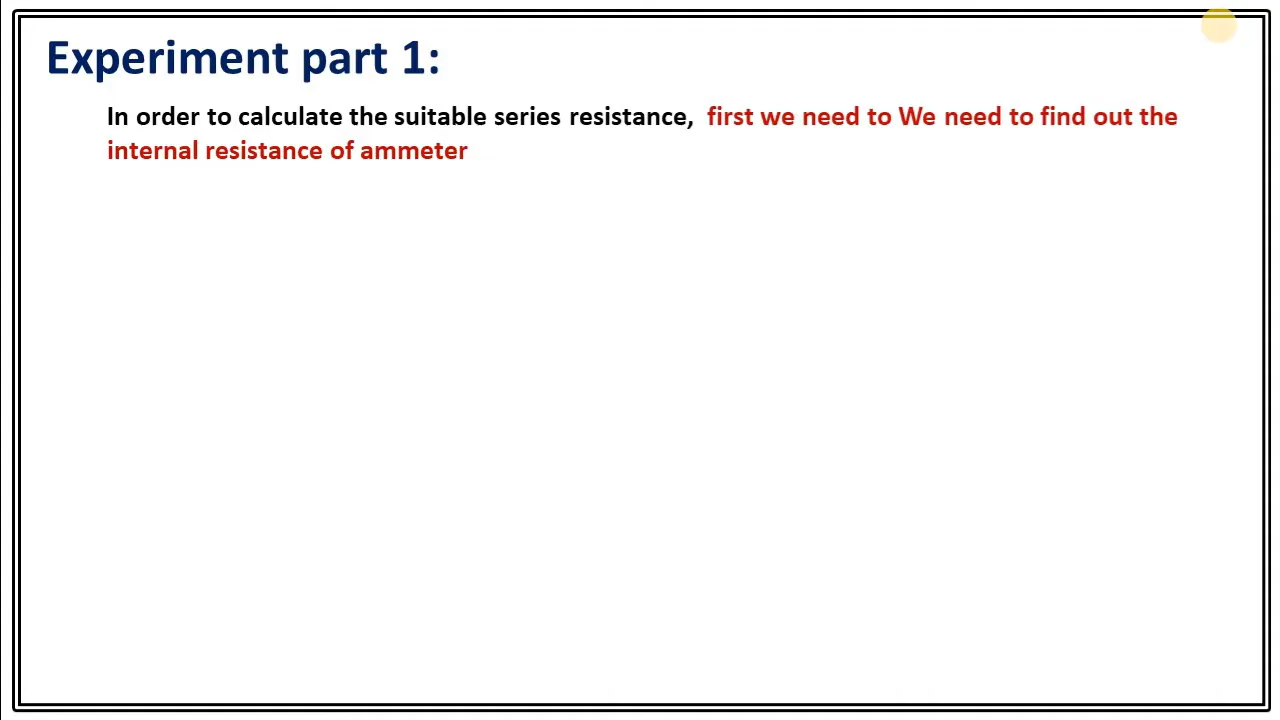 Experiment part 1:
In order to calculate the suitable series resistance, first we need to We need to find out the
internal resistance of ammeter